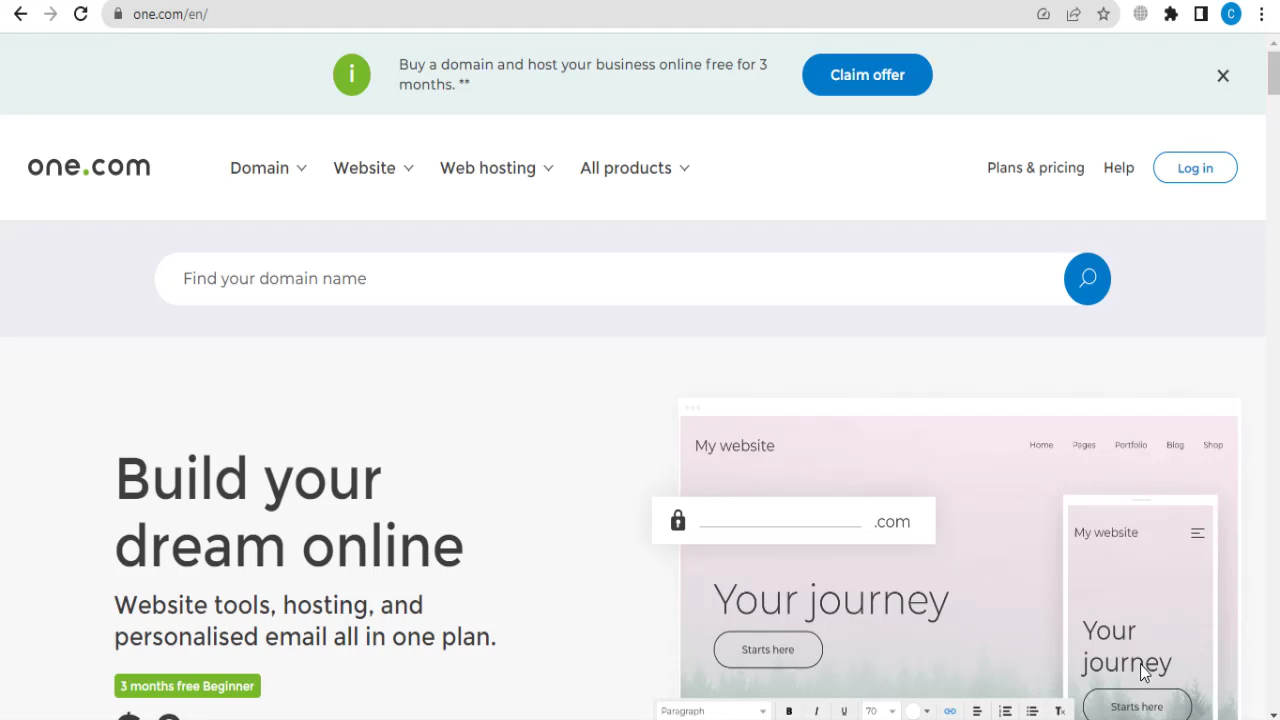 one.com/en/
C
i
Buy a domain and host your business online free for 3
months. **
Claim offer
one.com
Domain
Website
Web hosting
All products
Plans & pricing
Help
Log in
Find your domain name
Build your
dream online
Website tools, hosting, and
personalised email all in one plan.
3 months free Beginner
My website
Home
Pages
Portfolio
Blog
Shop
.com
Your journey
Starts here
My website
Your
journey
Starts here
Paragraph
B
I
U
70
Tx